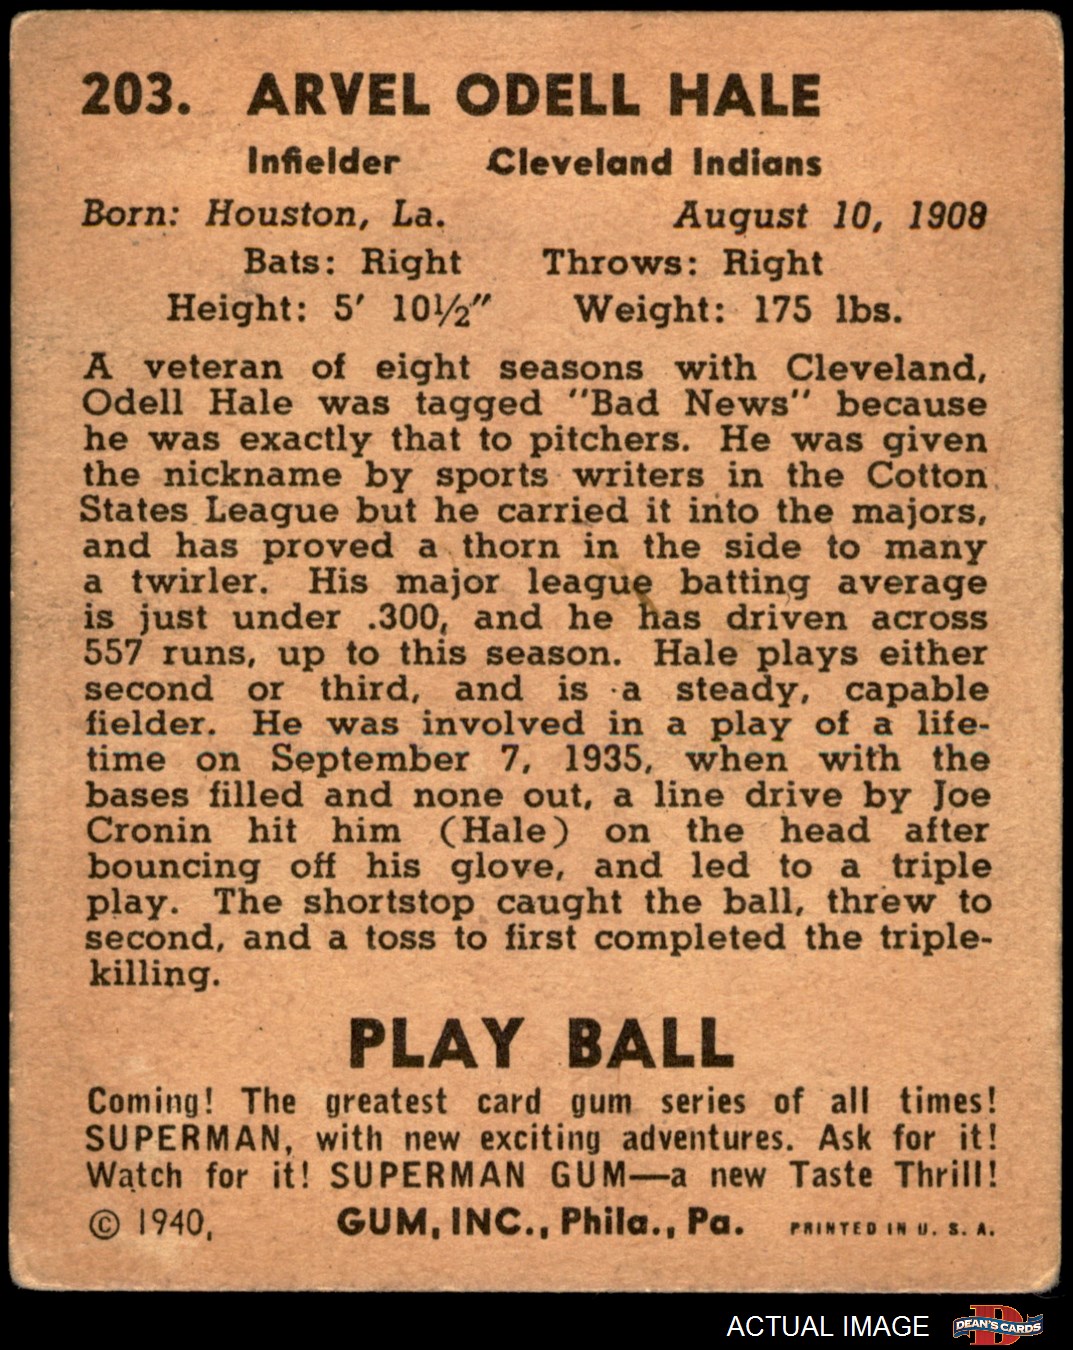 203. ARVEL ODELL HALE
Infielder Cleveland Indians
Born: Houston, La. August 10, 1908
Bats: Right Throws: Right
Height: 5' 10½" Weight: 175 lbs.
A veteran of eight seasons with Cleveland,
Odell Hale was tagged "Bad News" because
he was exactly that to pitchers. He was given
the nickname by sports writers in the Cotton
States League but he carried it into the majors,
and has proved a thorn in the side to many
a twirler. His major league batting average
is just under .300, and he has driven across
557 runs, up to this season. Hale plays either
second or third, and is a steady, capable
fielder. He was involved in a play of a life-
time on September 7, 1935, when with the
bases filled and none out, a line drive by Joe
Cronin hit him (Hale) on the head after
bouncing off his glove, and led to a triple
play. The shortstop caught the ball, threw to
second, and a toss to first completed the triple-
killing.
PLAY BALL
Coming! The greatest card gum series of all times!
SUPERMAN, with new exciting adventures. Ask for it!
Watch for it! SUPERMAN GUM—a new Taste Thrill!
© 1940, GUM, INC., Phila., Pa. PRINTED IN U. S. A.
ACTUAL IMAGE D DEAN'S CARDS